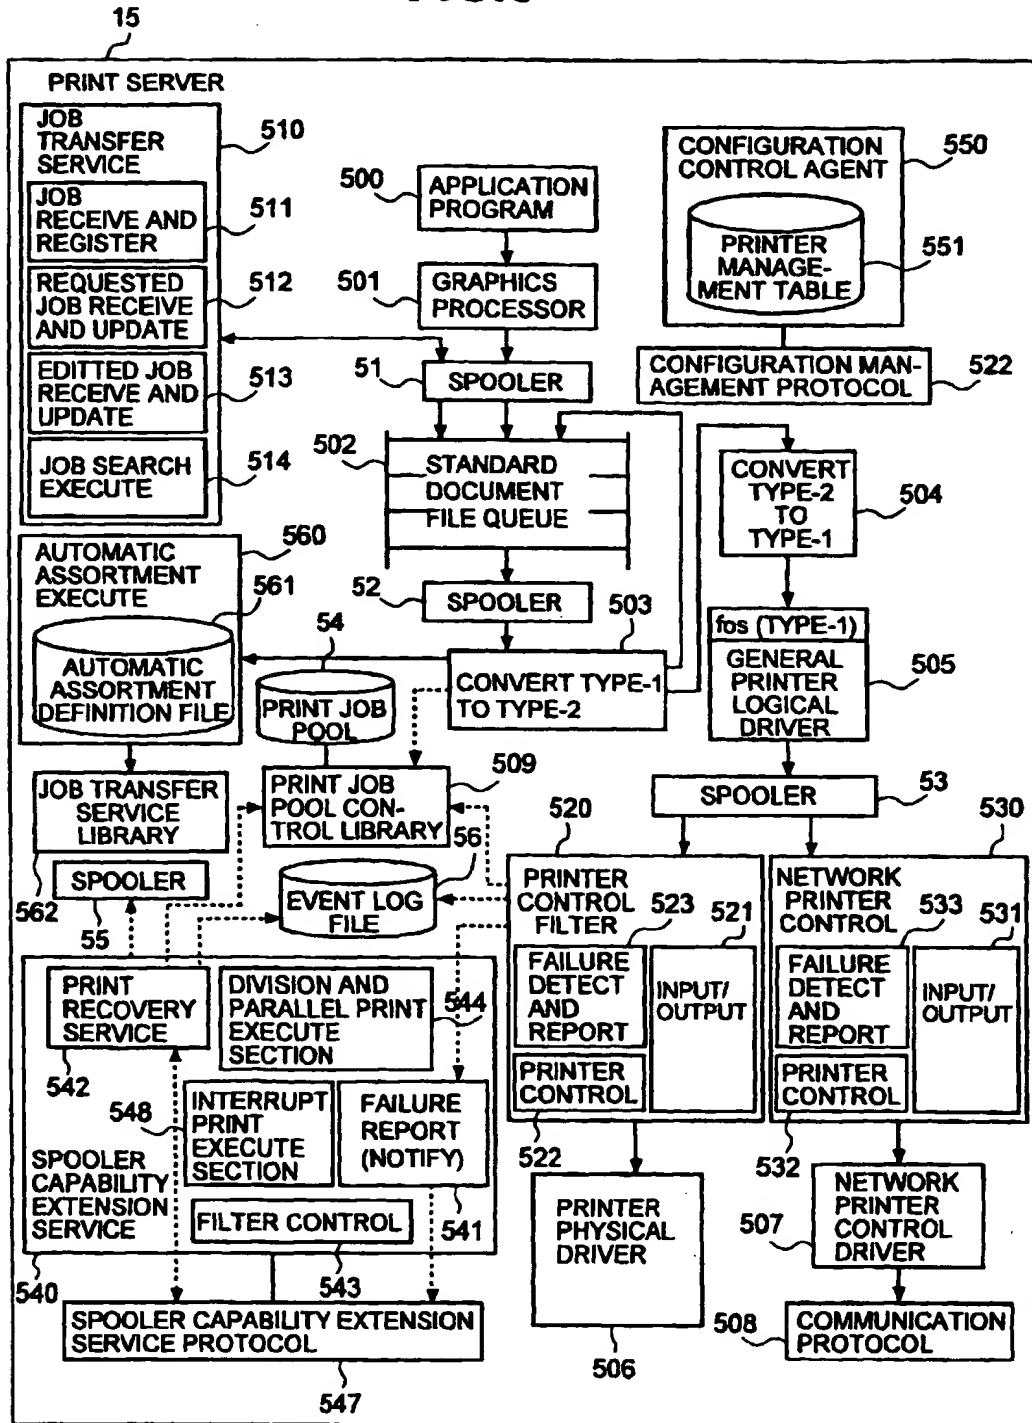 15
PRINT SERVER
JOB
TRANSFER
SERVICE
510
JOB
RECEIVE AND
REGISTER
511
REQUESTED
JOB RECEIVE
AND UPDATE
512
EDITTED JOB
RECEIVE AND
UPDATE
513
JOB SEARCH
EXECUTE
514
500
APPLICATION
PROGRAM
501
GRAPHICS
PROCESSOR
51
SPOOLER
502
STANDARD
DOCUMENT
FILE QUEUE
52
SPOOLER
503
CONVERT TYPE-1
TO TYPE-2
CONFIGURATION
CONTROL AGENT
550
PRINTER
MANAGE-
MENT TABLE
551
CONFIGURATION MAN-
AGEMENT PROTOCOL
522
CONVERT
TYPE-2
TO
TYPE-1
504
fos (TYPE-1)
GENERAL
PRINTER
LOGICAL
DRIVER
505
SPOOLER
53
560
AUTOMATIC
ASSORTMENT
EXECUTE
561
AUTOMATIC
ASSORTMENT
DEFINITION FILE
54
PRINT JOB
POOL
JOB TRANSFER
SERVICE
LIBRARY
562
PRINT JOB
POOL CON-
TROL LIBRARY
509
SPOOLER
55
56
EVENT LOG
FILE
520
PRINTER
CONTROL
FILTER
523
521
FAILURE
DETECT
AND
REPORT
INPUT/
OUTPUT
PRINTER
CONTROL
522
530
NETWORK
PRINTER
CONTROL
533
531
FAILURE
DETECT
AND
REPORT
INPUT/
OUTPUT
PRINTER
CONTROL
532
PRINT
RECOVERY
SERVICE
542
DIVISION AND
PARALLEL PRINT
EXECUTE
SECTION
544
548
INTERRUPT
PRINT
EXECUTE
SECTION
FAILURE
REPORT
(NOTIFY)
541
SPOOLER
CAPABILITY
EXTENSION
SERVICE
FILTER CONTROL
543
540
SPOOLER CAPABILITY EXTENSION
SERVICE PROTOCOL
547
PRINTER
PHYSICAL
DRIVER
506
507
NETWORK
PRINTER
CONTROL
DRIVER
508
COMMUNICATION
PROTOCOL